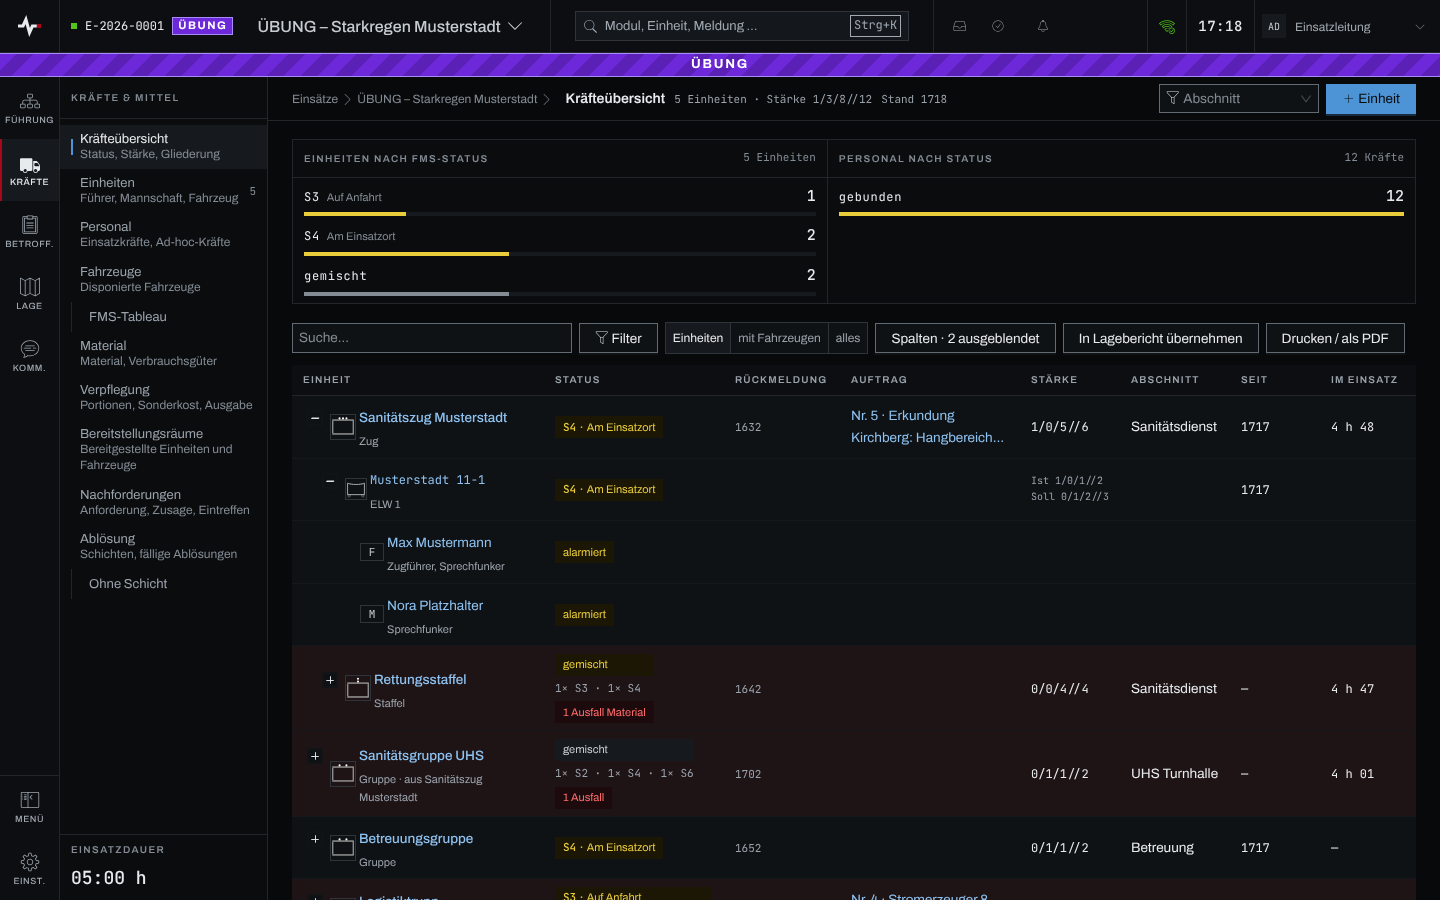 E-2026-0001 ÜBUNG ÜBUNG – Starkregen Musterstadt
Modul, Einheit, Meldung ... Strg+K
17:18 AD Einsatzleitung
ÜBUNG
FÜHRUNG
KRÄFTE
BETROFF.
LAGE
KOMM.
MENÜ
EINST.
KRÄFTE & MITTEL
Kräfteübersicht
Status, Stärke, Gliederung
Einheiten
Führer, Mannschaft, Fahrzeug 5
Personal
Einsatzkräfte, Ad-hoc-Kräfte
Fahrzeuge
Disponierte Fahrzeuge
FMS-Tableau
Material
Material, Verbrauchsgüter
Verpflegung
Portionen, Sonderkost, Ausgabe
Bereitstellungsräume
Bereitgestellte Einheiten und
Fahrzeuge
Nachforderungen
Anforderung, Zusage, Eintreffen
Ablösung
Schichten, fällige Ablösungen
Ohne Schicht
EINSATZDAUER
05:00 h
Einsätze ÜBUNG – Starkregen Musterstadt Kräfteübersicht 5 Einheiten · Stärke 1/3/8//12 Stand 1718
Abschnitt + Einheit
EINHEITEN NACH FMS-STATUS 5 Einheiten
S3 Auf Anfahrt 1
S4 Am Einsatzort 2
gemischt 2
PERSONAL NACH STATUS 12 Kräfte
gebunden 12
Suche... Filter Einheiten mit Fahrzeugen alles Spalten · 2 ausgeblendet In Lagebericht übernehmen Drucken / als PDF
EINHEIT STATUS RÜCKMELDUNG AUFTRAG STÄRKE ABSCHNITT SEIT IM EINSATZ
Sanitätszug Musterstadt
Zug
S4 · Am Einsatzort 1632
Nr. 5 · Erkundung
Kirchberg: Hangbereich...
1/0/5//6 Sanitätsdienst 1717 4 h 48
Musterstadt 11-1
ELW 1
S4 · Am Einsatzort
Ist 1/0/1//2
Soll 0/1/2//3
1717
F Max Mustermann
Zugführer, Sprechfunker
alarmiert
M Nora Platzhalter
Sprechfunker
alarmiert
Rettungsstaffel
Staffel
gemischt
1× S3 · 1× S4
1 Ausfall Material
1642 0/0/4//4 Sanitätsdienst – 4 h 47
Sanitätsgruppe UHS
Gruppe · aus Sanitätszug
Musterstadt
gemischt
1× S2 · 1× S4 · 1× S6
1 Ausfall
1702 0/1/1//2 UHS Turnhalle – 4 h 01
Betreuungsgruppe
Gruppe
S4 · Am Einsatzort 1652 0/1/1//2 Betreuung 1717 –
Logistiktrupp S3 · Auf Anfahrt Nr. 4 · Stromerzeuger 8